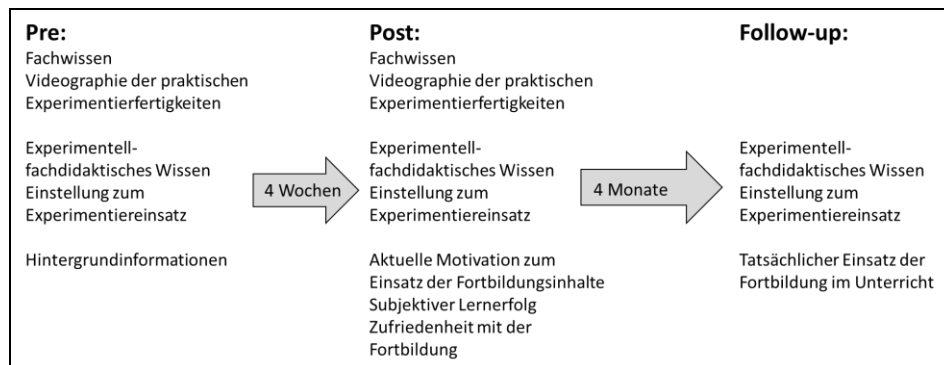 Pre:
Fachwissen
Videographie der praktischen
Experimentierfertigkeiten
Experimentell-
fachdidaktisches Wissen
Einstellung zum
Experimentiereinsatz
Hintergrundinformationen
4 Wochen
Post:
Fachwissen
Videographie der praktischen
Experimentierfertigkeiten
Experimentell-
fachdidaktisches Wissen
Einstellung zum
Experimentiereinsatz
Aktuelle Motivation zum
Einsatz der Fortbildungsinhalte
Subjektiver Lernerfolg
Zufriedenheit mit der
Fortbildung
4 Monate
Follow-up:
Experimentell-
fachdidaktisches Wissen
Einstellung zum
Experimentiereinsatz
Tatsächlicher Einsatz der
Fortbildung im Unterricht